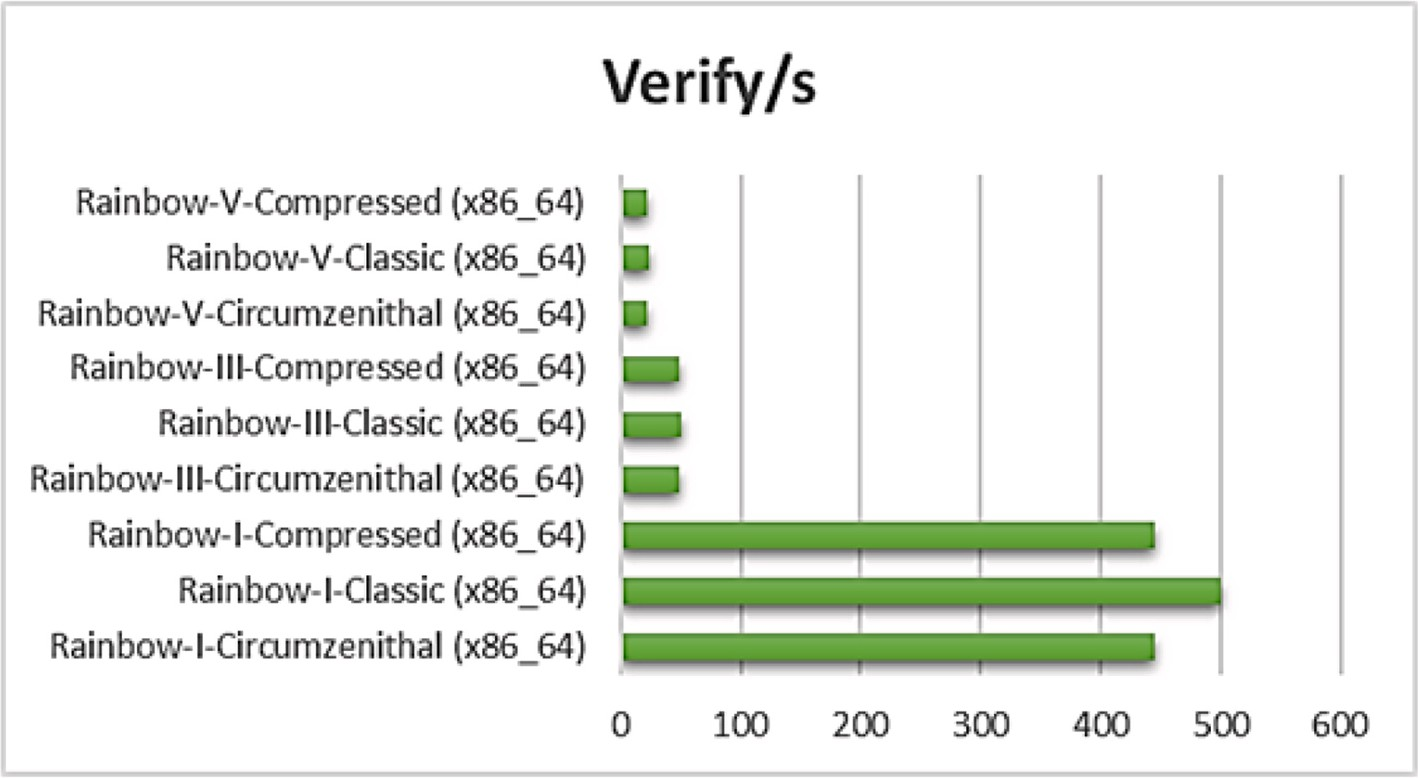 Verify/s
Rainbow-V-Compressed (x86_64)
Rainbow-V-Classic (x86_64)
Rainbow-V-Circumzenithal (x86_64)
Rainbow-III-Compressed (x86_64)
Rainbow-III-Classic (x86_64)
Rainbow-III-Circumzenithal (x86_64)
Rainbow-I-Compressed (x86_64)
Rainbow-I-Classic (x86_64)
Rainbow-I-Circumzenithal (x86_64)
0 100 200 300 400 500 600